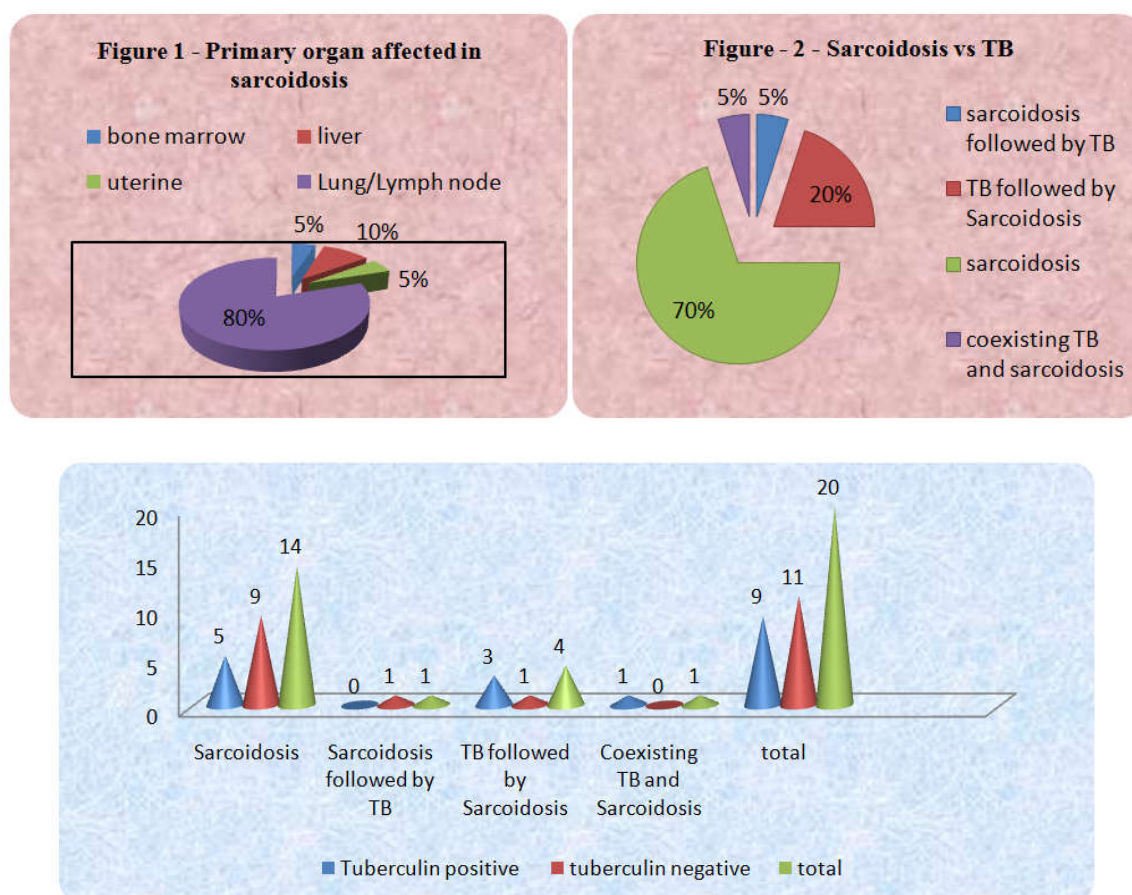 Figure 1 - Primary organ affected in
sarcoidosis
bone marrow
liver
uterine
Lung/Lymph node
5%
10%
5%
80%
Figure - 2 - Sarcoidosis vs TB
5%
5%
20%
70%
sarcoidosis
followed by TB
TB followed by
Sarcoidosis
sarcoidosis
coexisting TB
and sarcoidosis
20
15
10
5
0
5
9
14
0
1
1
3
1
4
1
0
1
9
11
20
Sarcoidosis
Sarcoidosis
followed by
TB
TB followed
by
Sarcoidosis
Coexisting
TB and
Sarcoidosis
total
Tuberculin positive
tuberculin negative
total